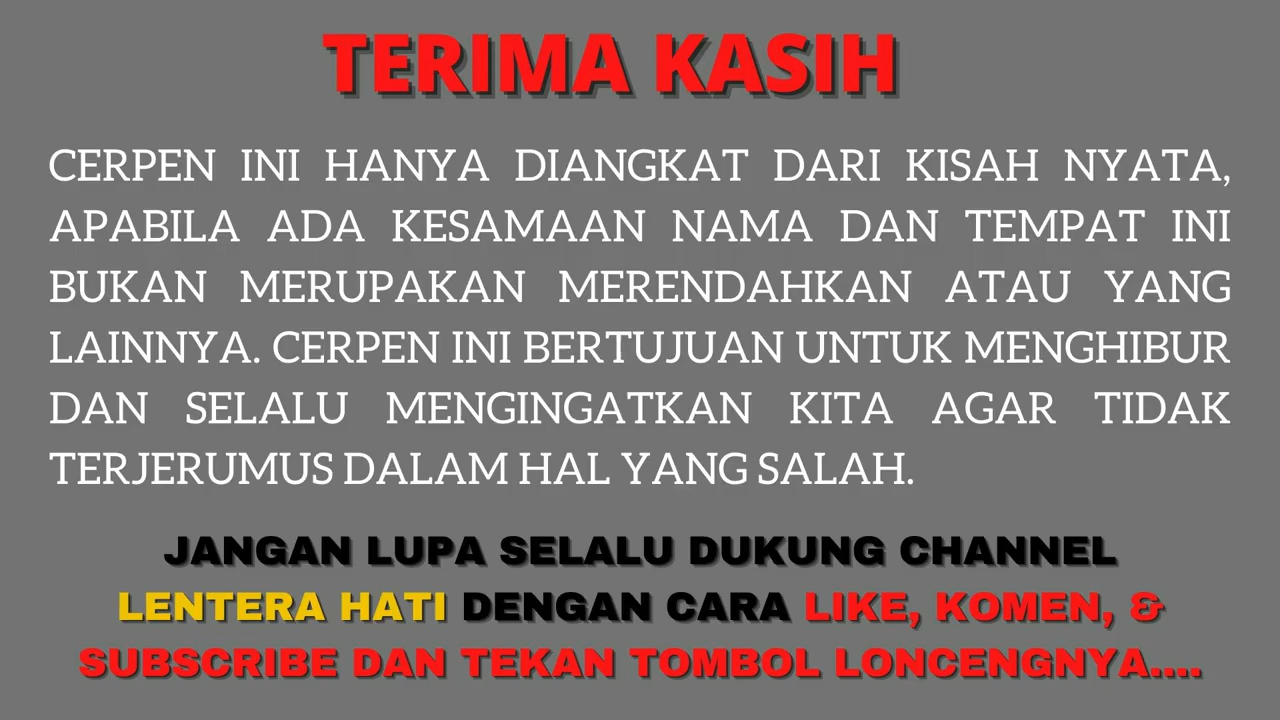 TERIMA KASIH
CERPEN INI HANYA DIANGKAT DARI KISAH NYATA,
APABILA ADA KESAMAAN NAMA DAN TEMPAT INI
BUKAN MERUPAKAN MERENDAHKAN ATAU YANG
LAINNYA. CERPEN INI BERTUJUAN UNTUK MENGHIBUR
DAN SELALU MENGINGATKAN KITA AGAR TIDAK
TERJERUMUS DALAM HAL YANG SALAH.
JANGAN LUPA SELALU DUKUNG CHANNEL
LENTERA HATI DENGAN CARA LIKE, KOMEN, &
SUBSCRIBE DAN TEKAN TOMBOL LONCENGNYA....